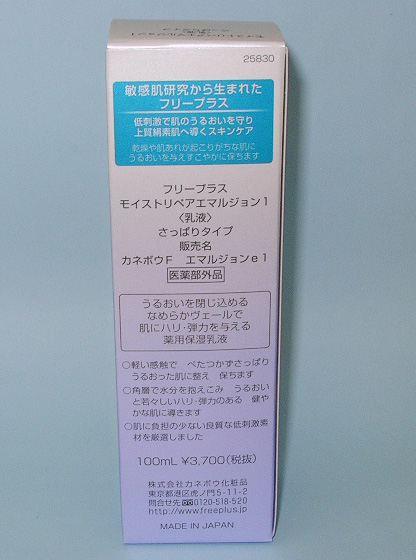 25830
敏感肌研究から生まれた
フリープラス
低刺激で肌のうるおいを守り
上質絹素肌へ導くスキンケア
乾燥や肌あれが起こりがちな肌に
うるおいを与えすこやかに保ちます
フリープラス
モイストリペアエマルジョン1
〈乳液〉
さっぱりタイプ
販売名
カネボウF エマルジョンe1
医薬部外品
うるおいを閉じ込める
なめらかヴェールで
肌にハリ・弾力を与える
薬用保湿乳液
○軽い感触で べたつかずさっぱり
うるおった肌に整え 保ちます
○角層で水分を抱えこみ うるおい
と若々しいハリ・弾力のある 健や
かな肌に導きます
○肌に負担の少ない良質な低刺激素
材を厳選しました
100mL ¥3,700(税抜)
株式会社カネボウ化粧品
東京都港区虎ノ門5-11-2
問合せ先 0120-518-520
http://www.freeplus.jp/
MADE IN JAPAN